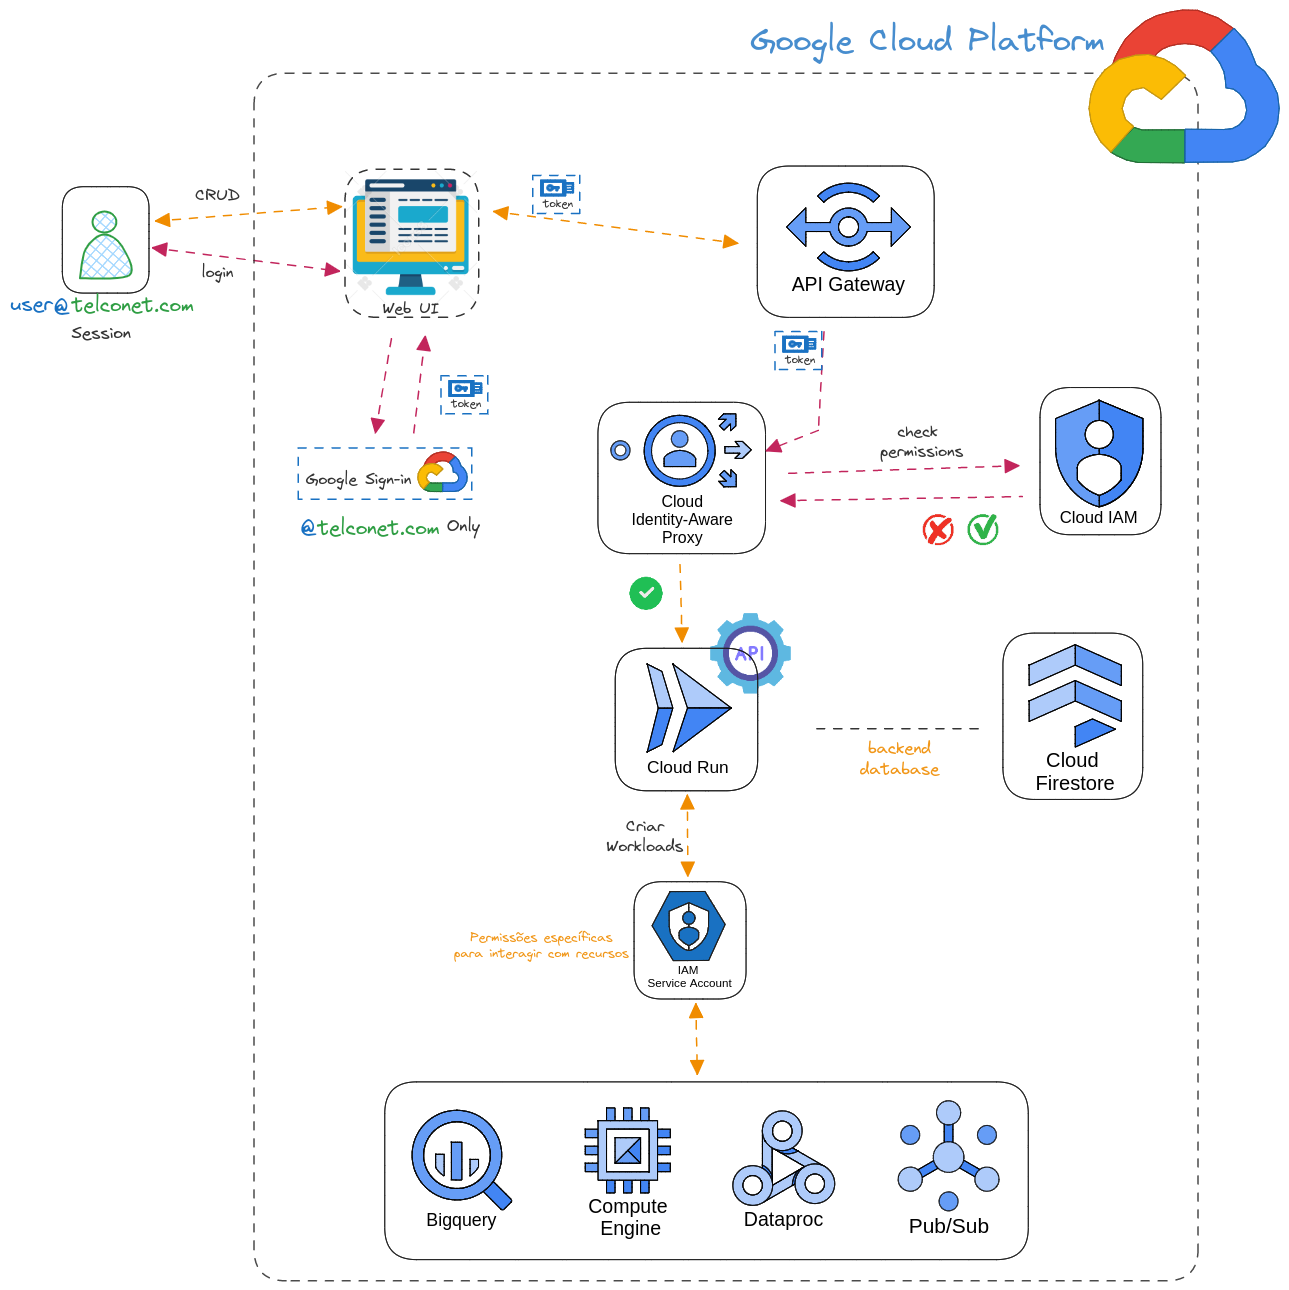 Google Cloud Platform
CRUD
login
user@telconet.com
Session
Web UI
token
API Gateway
token
token
Google Sign-in
@telconet.com Only
Cloud
Identity-Aware
Proxy
check
permissions
Cloud IAM
API
Cloud Run
backend
database
Cloud
Firestore
Criar
Workloads
Permissões específicas
para interagir com recursos
IAM
Service Account
Bigquery
Compute
Engine
Dataproc
Pub/Sub